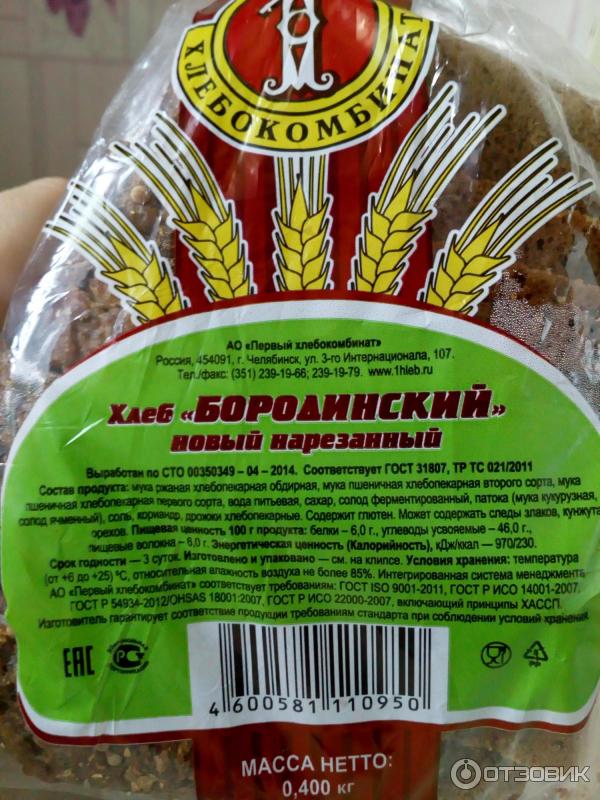 ХЛЕБОКОМБИНАТ
АО «Первый хлебокомбинат»
Россия, 454091, г. Челябинск, ул. 3-го Интернационала, 107.
Тел./факс: (351) 239-19-66; 239-19-79. www.1hleb.ru
Хлеб «БОРОДИНСКИЙ»
новый нарезанный
Выработан по СТО 00350349 – 04 – 2014. Соответствует ГОСТ 31807, ТР ТС 021/2011
Состав продукта: мука ржаная хлебопекарная обдирная, мука пшеничная хлебопекарная второго сорта, мука
пшеничная хлебопекарная первого сорта, вода питьевая, сахар, солод ферментированный, патока (мука кукурузная,
солод ячменный), соль, кориандр, дрожжи хлебопекарные. Содержит глютен. Может содержать следы злаков, кунжута,
орехов. Пищевая ценность 100 г продукта: белки – 6,0 г., углеводы усвояемые – 46,0 г.,
пищевые волокна – 6,0 г. Энергетическая ценность (Калорийность), кДж/ккал — 970/230.
Срок годности — 3 суток. Изготовлено и упаковано — см. на клипсе. Условия хранения: температура
(от +6 до +25) °С, относительная влажность воздуха не более 85%. Интегрированная система менеджмента
АО «Первый хлебокомбинат» соответствует требованиям: ГОСТ ISO 9001-2011, ГОСТ Р ИСО 14001-2007,
ГОСТ Р 54934-2012/OHSAS 18001:2007, ГОСТ Р ИСО 22000-2007, включающий принципы ХАССП.
Изготовитель гарантирует соответствие продукции требованиям стандарта при соблюдении условий хранения.
ЕАС
РСТ
PP
4 600581 110950
МАССА НЕТТО:
0,400 кг
ОТЗОВИК